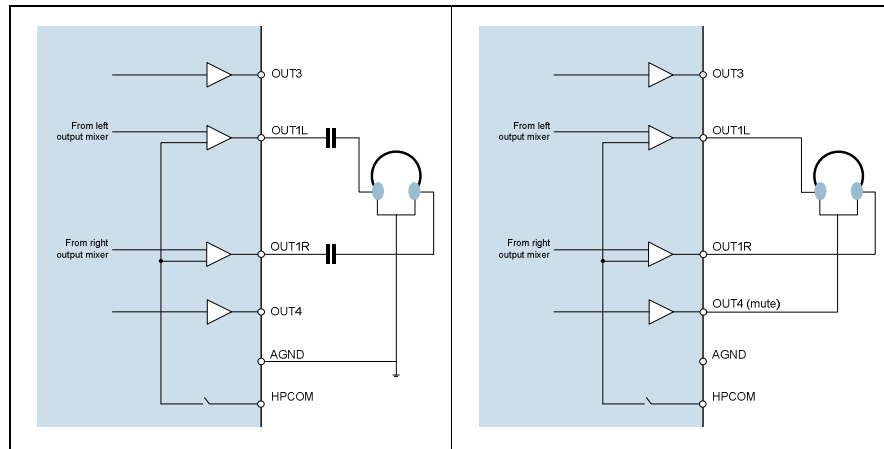 OUT3
From left
output mixer
OUT1L
From right
output mixer
OUT1R
OUT4
AGND
HPCOM
OUT3
From left
output mixer
OUT1L
From right
output mixer
OUT1R
OUT4 (mute)
AGND
HPCOM